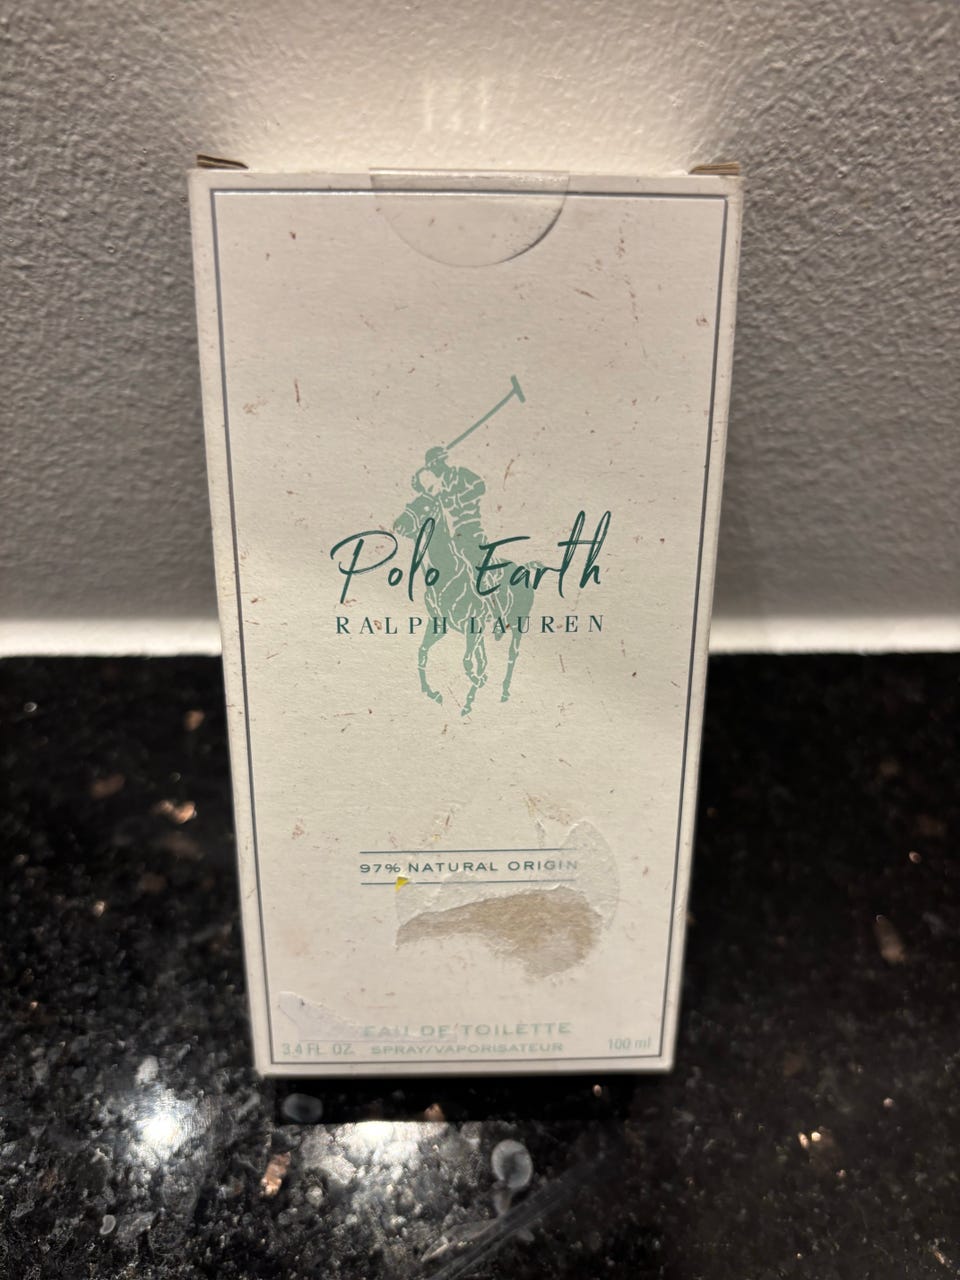 Polo Earth
RALPH LAUREN
97% NATURAL ORIGIN
EAU DE TOILETTE
3.4 FL. OZ. SPRAY/VAPORISATEUR 100 ml